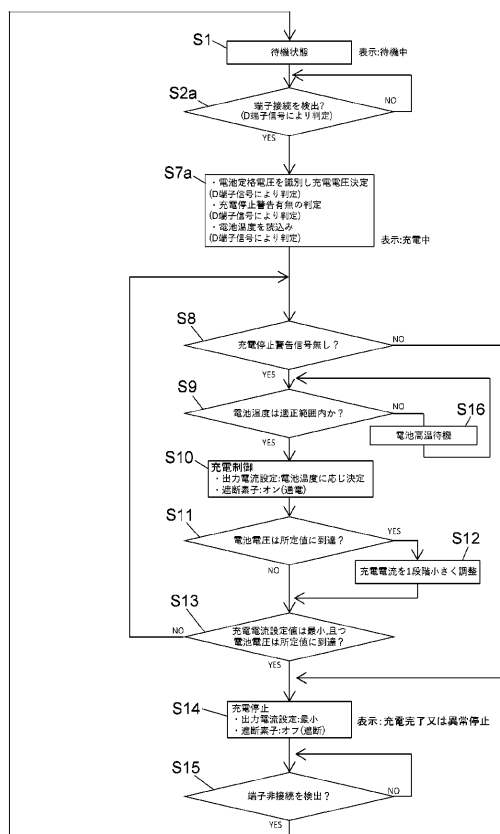 S1
待機状態
表示:待機中
S2a
端子接続を検出?
(D端子信号により判定)
NO
YES
S7a
・電池定格電圧を識別し充電電圧決定
(D端子信号により判定)
・充電停止警告有無の判定
(D端子信号により判定)
・電池温度を読込み
(D端子信号により判定)
表示:充電中
S8
充電停止警告信号無し?
NO
YES
S9
電池温度は適正範囲内か?
NO
S16
電池高温待機
YES
S10
充電制御
・出力電流設定:電池温度に応じ決定
・遮断素子:オン(通電)
S11
電池電圧は所定値に到達?
YES
S12
充電電流を1段階小さく調整
NO
S13
充電電流設定値は最小,且つ
電池電圧は所定値に到達?
NO
YES
S14
充電停止
・出力電流設定:最小
・遮断素子:オフ(遮断)
表示:充電完了又は異常停止
S15
端子非接続を検出?
NO
YES